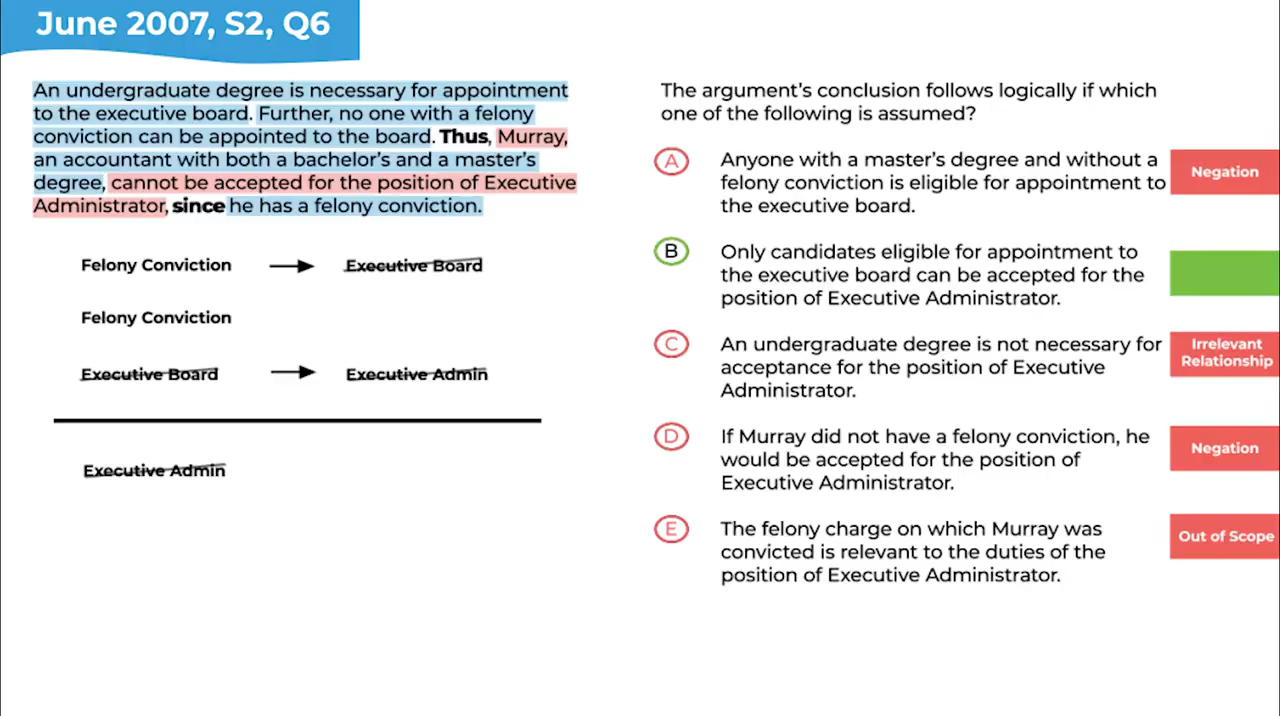 June 2007, S2, Q6
An undergraduate degree is necessary for appointment
to the executive board. Further, no one with a felony
conviction can be appointed to the board. Thus, Murray,
an accountant with both a bachelor's and a master's
degree, cannot be accepted for the position of Executive
Administrator, since he has a felony conviction.
Felony Conviction
Executive Board
Felony Conviction
Executive Board
Executive Admin
Executive Admin
The argument's conclusion follows logically if which
one of the following is assumed?
A
Anyone with a master's degree and without a
felony conviction is eligible for appointment to
the executive board.
Negation
B
Only candidates eligible for appointment to
the executive board can be accepted for the
position of Executive Administrator.
C
An undergraduate degree is not necessary for
acceptance for the position of Executive
Administrator.
Irrelevant
Relationship
D
If Murray did not have a felony conviction, he
would be accepted for the position of
Executive Administrator.
Negation
E
The felony charge on which Murray was
convicted is relevant to the duties of the
position of Executive Administrator.
Out of Scope